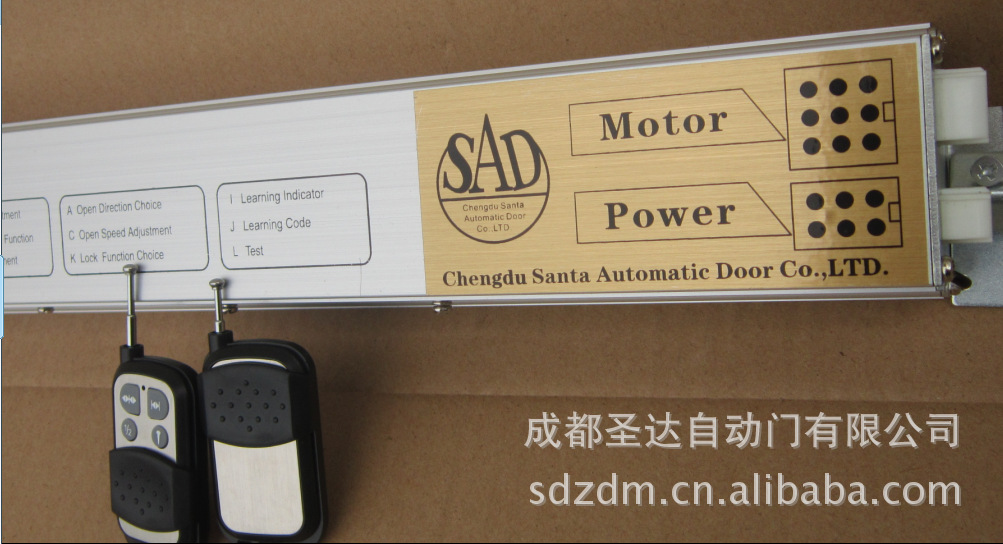 tment
Function
ment
A Open Direction Choice
C Open Speed Adjustment
K Lock Function Choice
I Learning Indicator
J Learning Code
L Test
SAD
Chengdu Santa
Automatic Door
Co.,LTD
Motor
Power
Chengdu Santa Automatic Door Co.,LTD.
1/2
成都圣达自动门有限公司
sdzdm.cn.alibaba.com